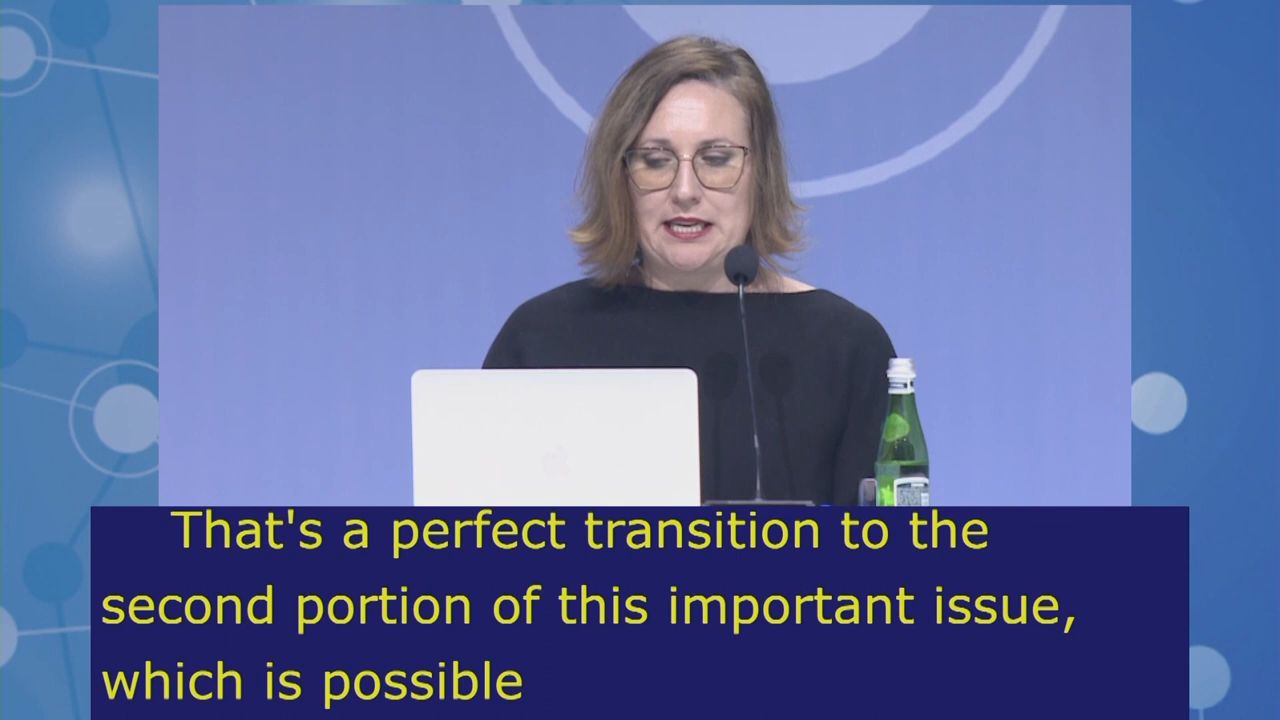 That's a perfect transition to the
second portion of this important issue,
which is possible